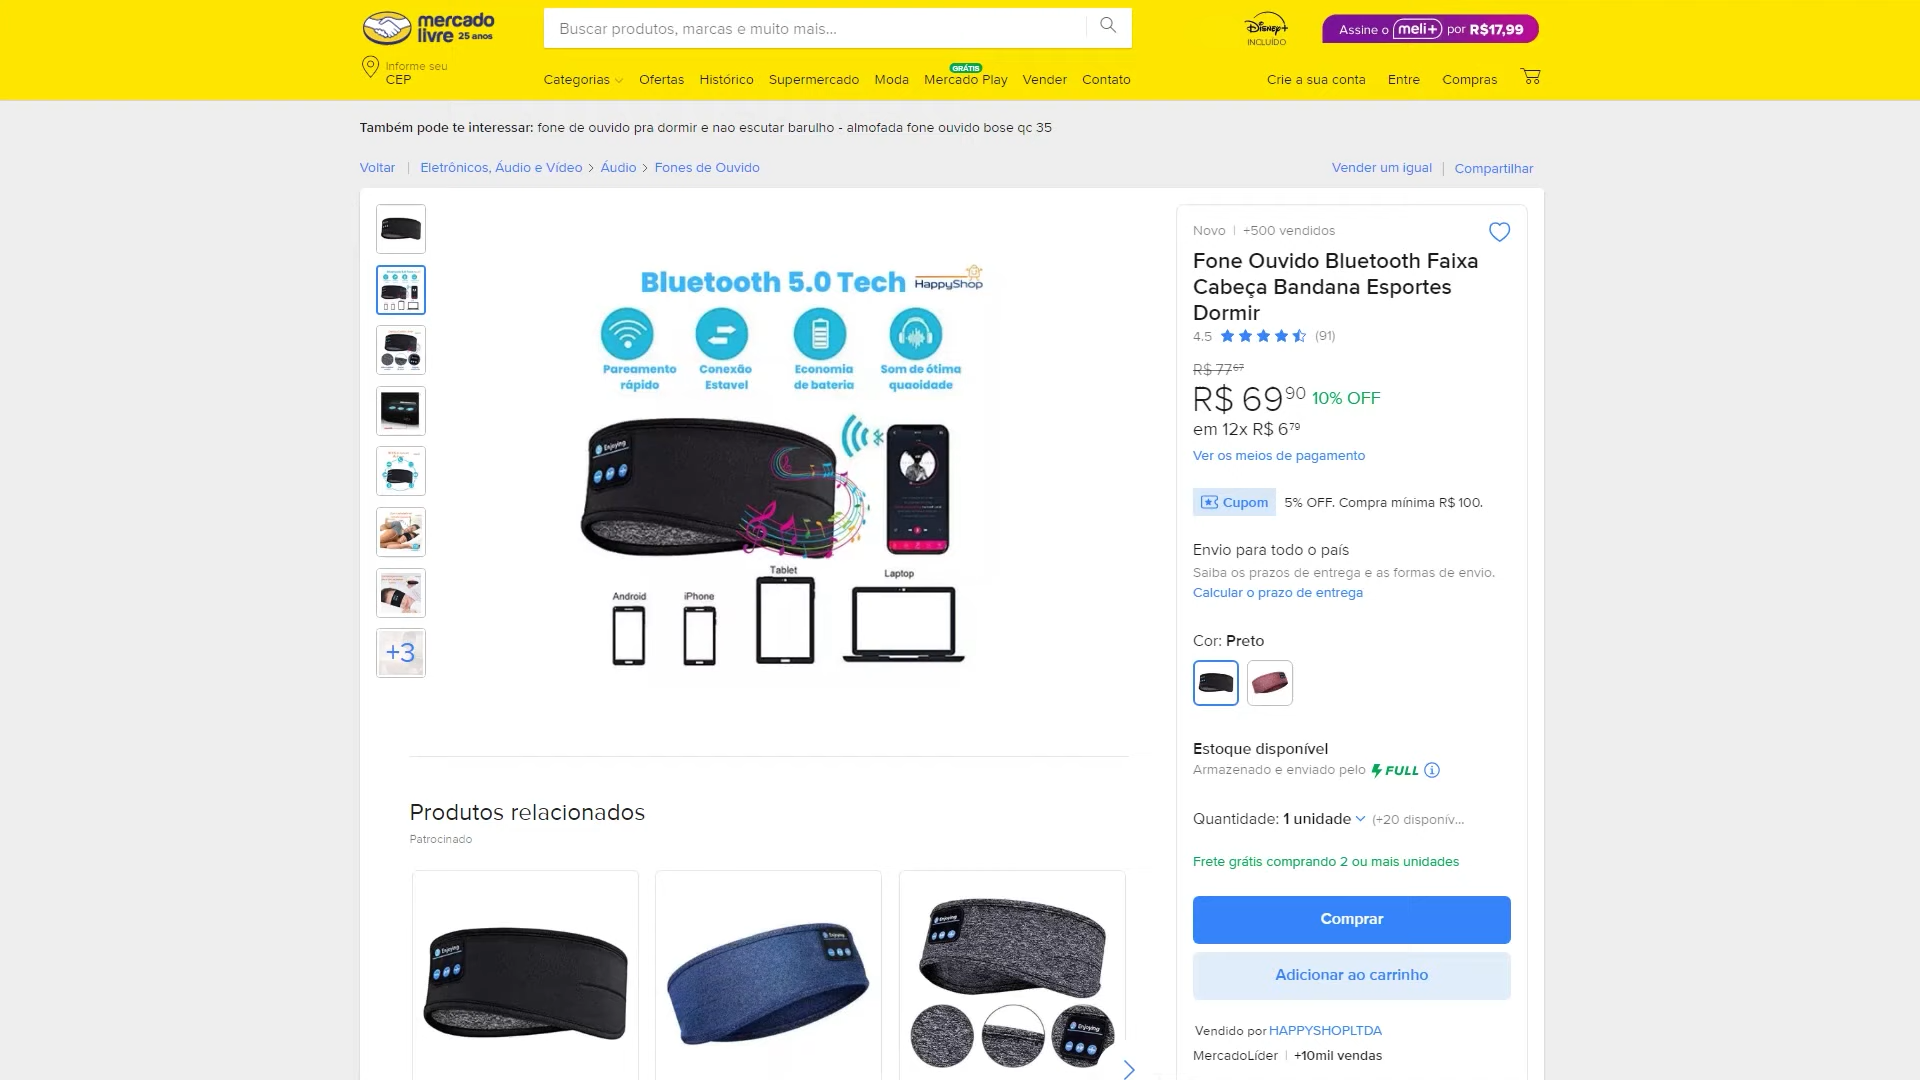 mercado
livre 25 anos
Buscar produtos, marcas e muito mais...
Disney+
INCLUÍDO
Assine o meli+ por R$17,99
Informe seu
CEP
Categorias
Ofertas
Histórico
Supermercado
Moda
GRÁTIS
Mercado Play
Vender
Contato
Crie a sua conta
Entre
Compras
Também pode te interessar: fone de ouvido pra dormir e nao escutar barulho - almofada fone ouvido bose qc 35
Voltar | Eletrônicos, Áudio e Vídeo > Áudio > Fones de Ouvido
Vender um igual | Compartilhar
+3
Bluetooth 5.0 Tech
HappyShop
Pareamento
rápido
Conexão
Estavel
Economia
de bateria
Som de ótima
quaoidade
Enjoying
Android
iPhone
Tablet
Laptop
Novo | +500 vendidos
Fone Ouvido Bluetooth Faixa
Cabeça Bandana Esportes
Dormir
4.5 (91)
R$ 77 67
R$ 69 90 10% OFF
em 12x R$ 6 79
Ver os meios de pagamento
Cupom 5% OFF. Compra mínima R$ 100.
Envio para todo o país
Saiba os prazos de entrega e as formas de envio.
Calcular o prazo de entrega
Cor: Preto
Estoque disponível
Armazenado e enviado pelo FULL
Quantidade: 1 unidade (+20 disponív...
Frete grátis comprando 2 ou mais unidades
Comprar
Adicionar ao carrinho
Vendido por HAPPYSHOPLTDA
MercadoLíder | +10mil vendas
Produtos relacionados
Patrocinado
Enjoying
Enjoying
Enjoying
Enjoying